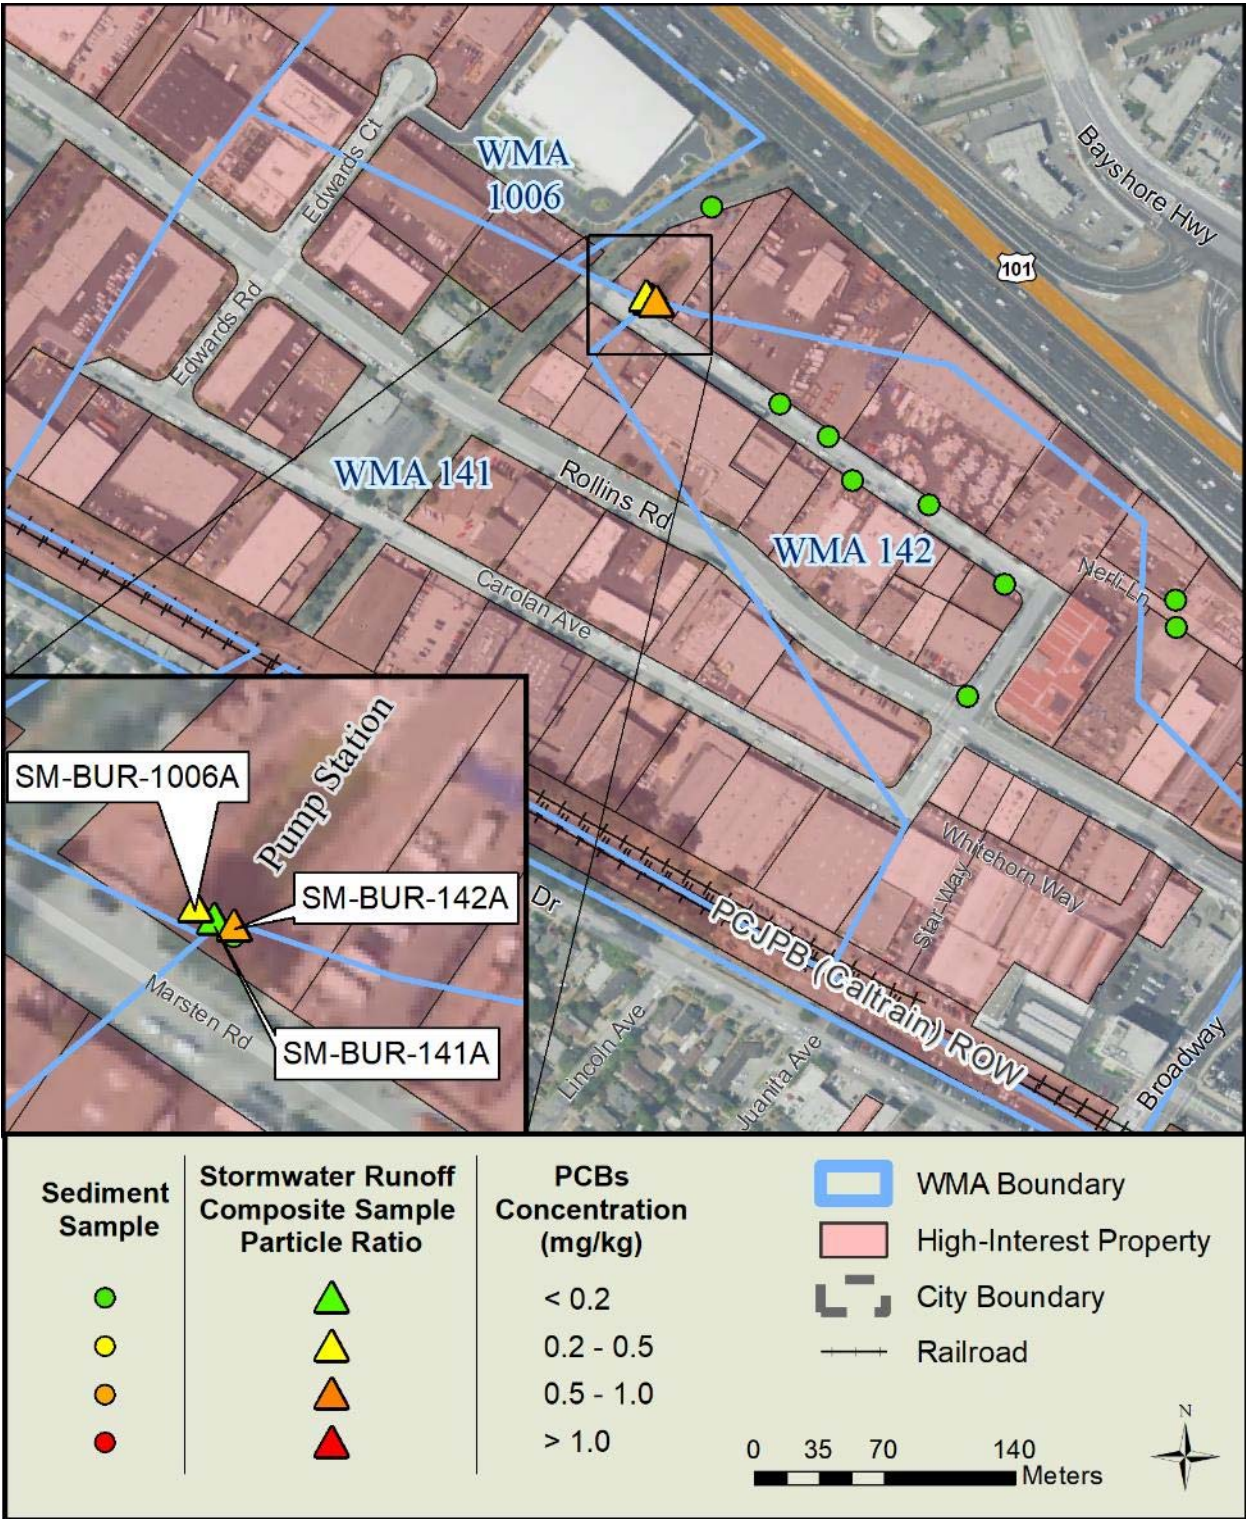 Bayshore Hwy
Edwards Ct
WMA
1006
101
Edwards Rd
WMA 141
Rollins Rd
WMA 142
Nerli Ln
Carolan Ave
Whitehorn Way
Star Way
PCJPB (Caltrain) ROW
Dr
Lincoln Ave
Juanita Ave
Broadway
Pump Station
SM-BUR-1006A
SM-BUR-142A
Marsten Rd
SM-BUR-141A
Sediment
Sample
Stormwater Runoff
Composite Sample
Particle Ratio
PCBs
Concentration
(mg/kg)
< 0.2
0.2 - 0.5
0.5 - 1.0
> 1.0
WMA Boundary
High-Interest Property
City Boundary
Railroad
0 35 70 140
Meters
N